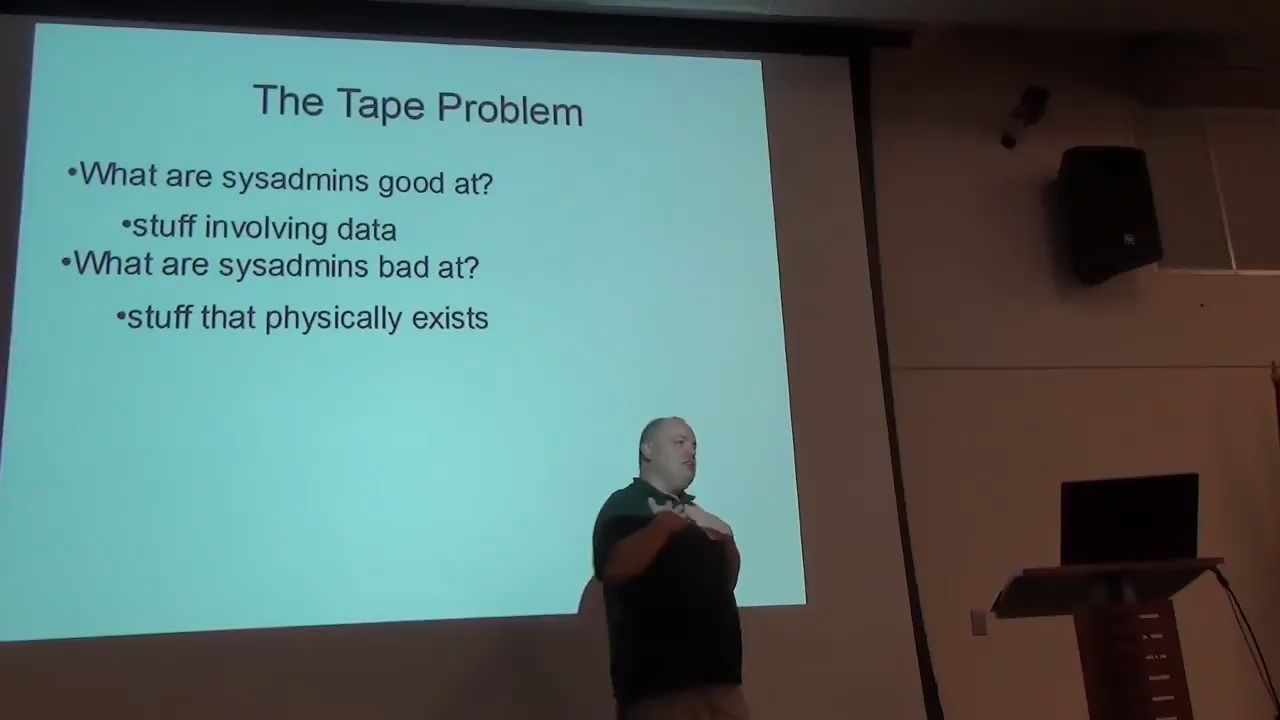 The Tape Problem
•What are sysadmins good at?
•stuff involving data
•What are sysadmins bad at?
•stuff that physically exists